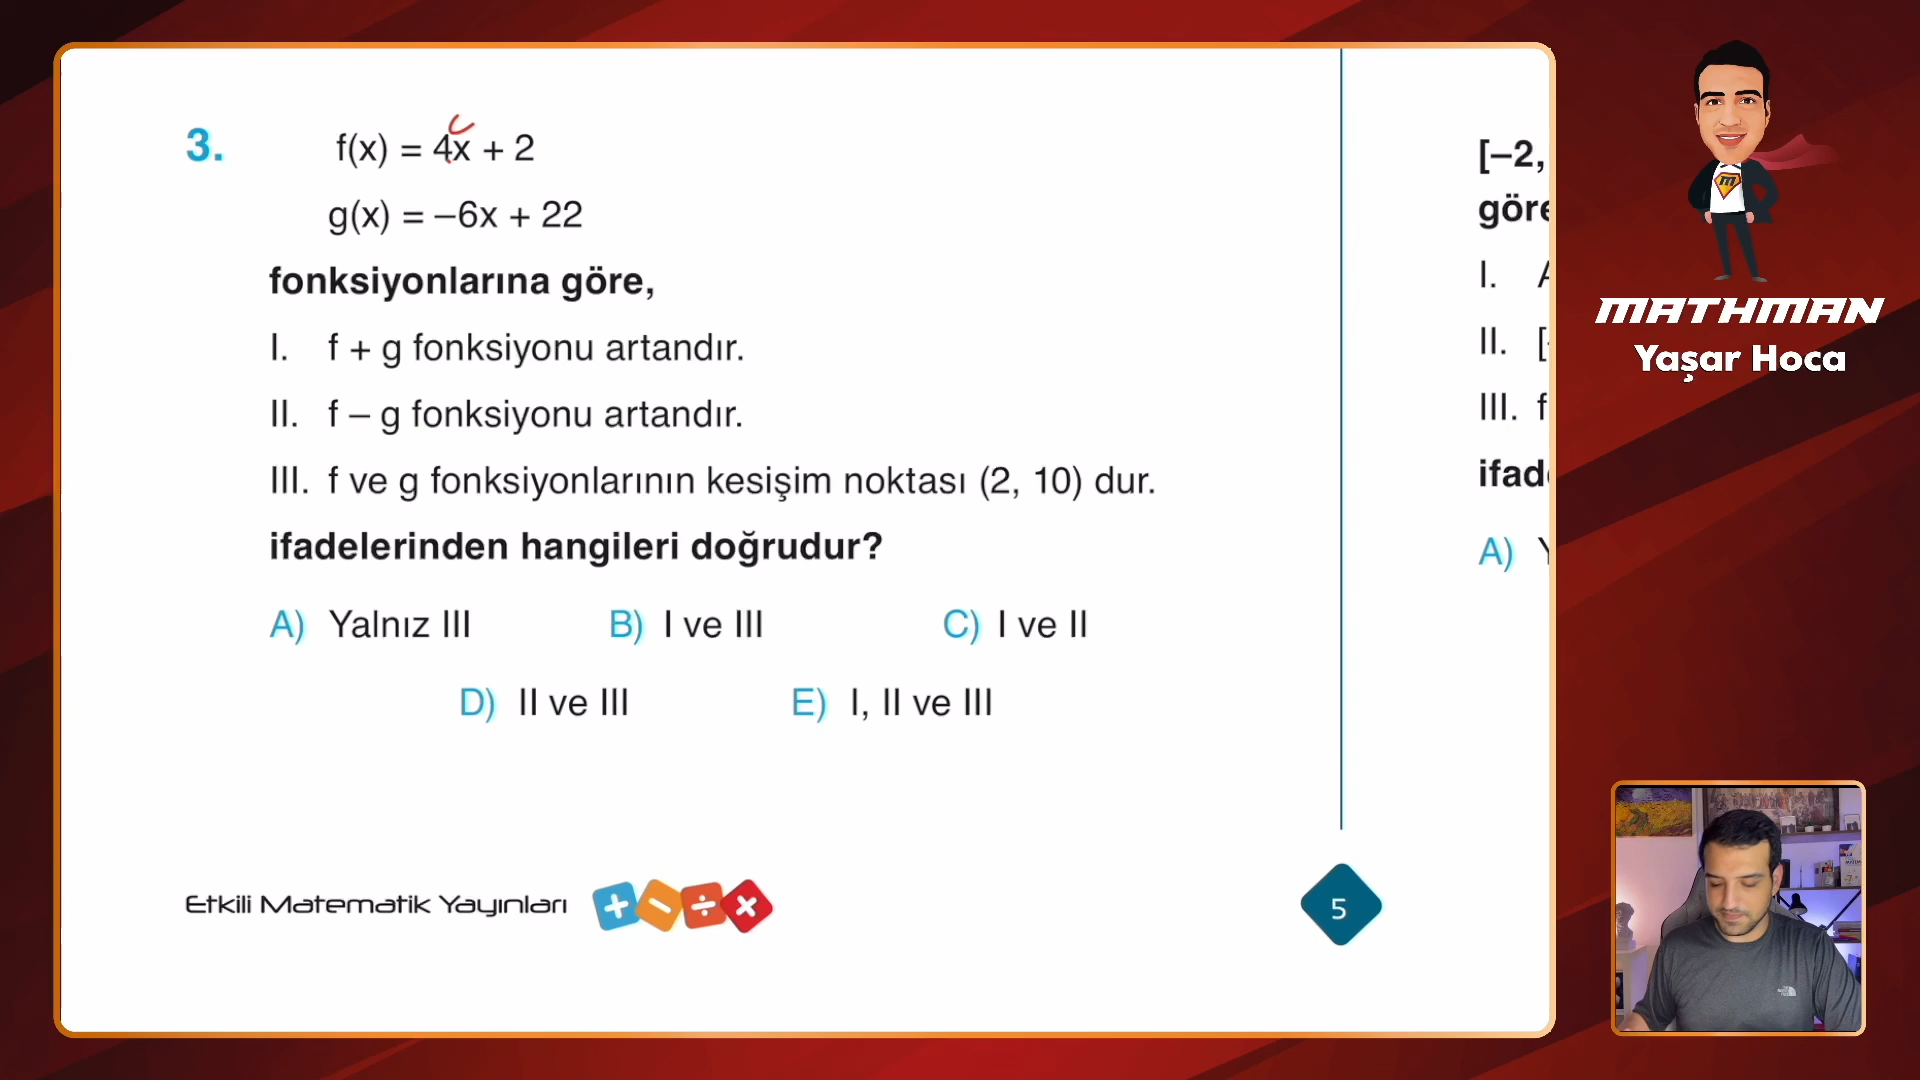 3.
f(x) = 4x + 2
g(x) = –6x + 22
fonksiyonlarına göre,
I. f + g fonksiyonu artandır.
II. f – g fonksiyonu artandır.
III. f ve g fonksiyonlarının kesişim noktası (2, 10) dur.
ifadelerinden hangileri doğrudur?
A) Yalnız III B) I ve III C) I ve II
D) II ve III E) I, II ve III
Etkili Matematik Yayınları
5
[–2,
göre
I.
II. [
III. f
ifad
A)
MATHMAN
Yaşar Hoca